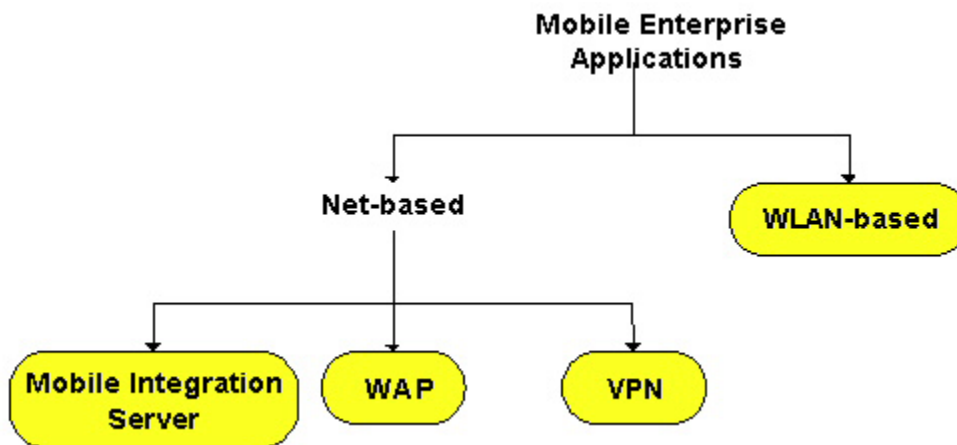 Mobile Enterprise
Applications
Net-based
WLAN-based
Mobile Integration
Server
WAP
VPN